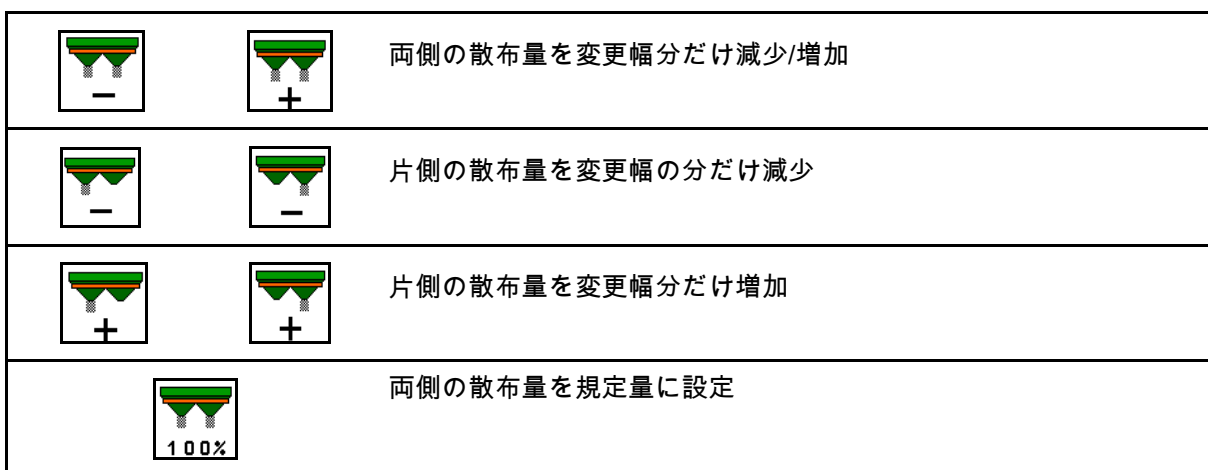 両側の散布量を変更幅分だけ減少/増加
− +
片側の散布量を変更幅の分だけ減少
− −
片側の散布量を変更幅分だけ増加
+ +
両側の散布量を規定量に設定
100%